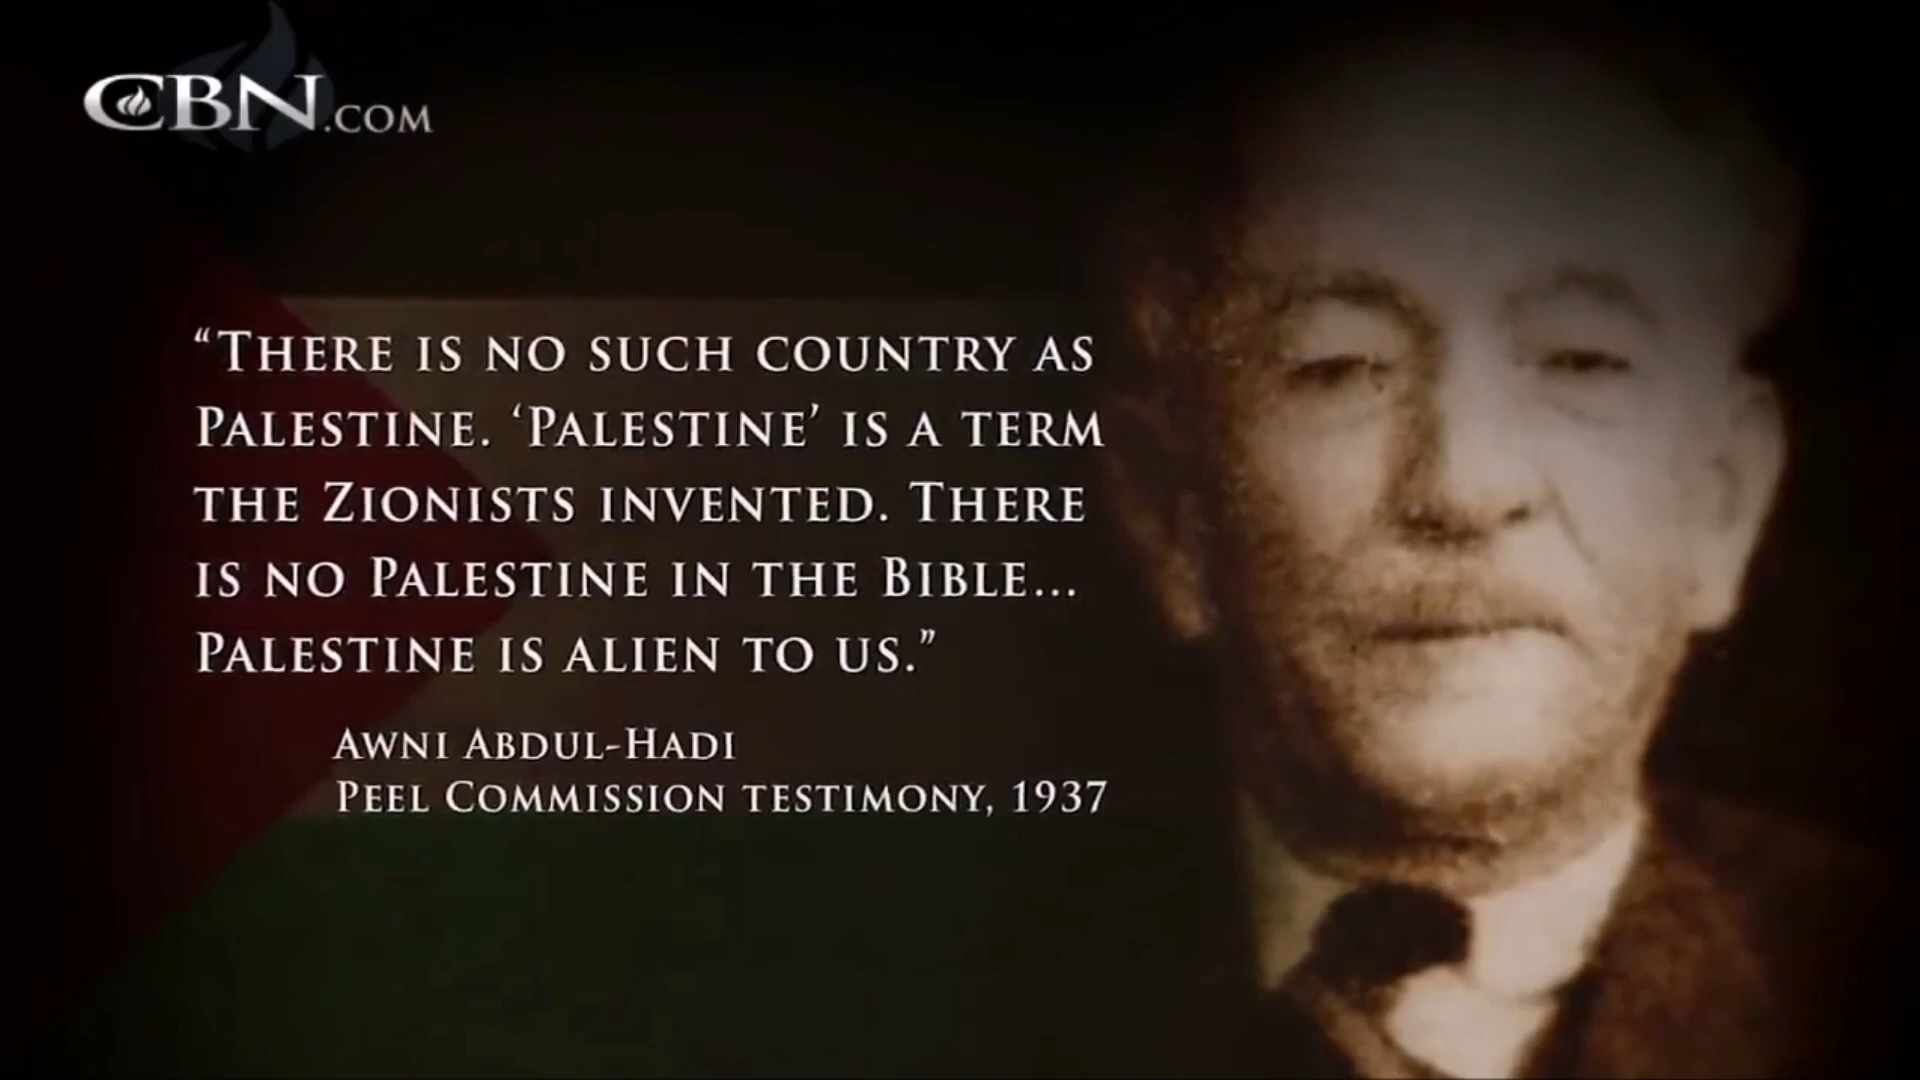 CBN.COM
“THERE IS NO SUCH COUNTRY AS
PALESTINE. ‘PALESTINE’ IS A TERM
THE ZIONISTS INVENTED. THERE
IS NO PALESTINE IN THE BIBLE...
PALESTINE IS ALIEN TO US.”
AWNI ABDUL-HADI
PEEL COMMISSION TESTIMONY, 1937